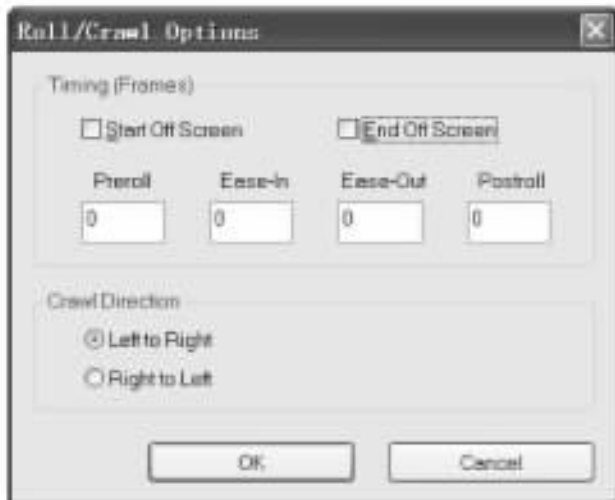 Roll/Crawl Options
Timing (Frames)
Start Off Screen End Off Screen
Preroll Ease-In Ease-Out Postroll
0 0 0 0
Crawl Direction
Left to Right
Right to Left
OK Cancel